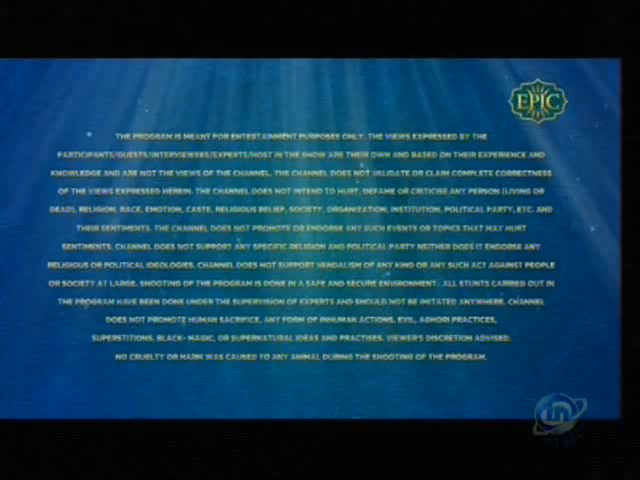 EPIC
THE PROGRAM IS MEANT FOR ENTERTAINMENT PURPOSES ONLY. THE VIEWS EXPRESSED BY THE
PARTICIPANTS/GUESTS/INTERVIEWERS/EXPERTS/HOST IN THE SHOW ARE THEIR OWN AND BASED ON THEIR EXPERIENCE AND
KNOWLEDGE AND ARE NOT THE VIEWS OF THE CHANNEL. THE CHANNEL DOES NOT VALIDATE OR CLAIM COMPLETE CORRECTNESS
OF THE VIEWS EXPRESSED HEREIN. THE CHANNEL DOES NOT INTEND TO HURT, DEFAME OR CRITICISE ANY PERSON (LIVING OR
DEAD), RELIGION, RACE, EMOTION, CASTE, RELIGIOUS BELIEF, SOCIETY, ORGANIZATION, INSTITUTION, POLITICAL PARTY, ETC. AND
THEIR SENTIMENTS. THE CHANNEL DOES NOT PROMOTE OR ENDORSE ANY SUCH EVENTS OR TOPICS THAT MAY HURT
SENTIMENTS. CHANNEL DOES NOT SUPPORT ANY SPECIFIC RELIGION AND POLITICAL PARTY NEITHER DOES IT ENDORSE ANY
RELIGIOUS OR POLITICAL IDEOLOGIES. CHANNEL DOES NOT SUPPORT VANDALISM OF ANY KIND OR ANY SUCH ACT AGAINST PEOPLE
OR SOCIETY AT LARGE. SHOOTING OF THE PROGRAM IS DONE IN A SAFE AND SECURE ENVIRONMENT. ALL STUNTS CARRIED OUT IN
THE PROGRAM HAVE BEEN DONE UNDER THE SUPERVISION OF EXPERTS AND SHOULD NOT BE IMITATED ANYWHERE. CHANNEL
DOES NOT PROMOTE HUMAN SACRIFICE, ANY FORM OF INHUMAN ACTIONS, EVIL, AGHORI PRACTICES,
SUPERSTITIONS, BLACK- MAGIC, OR SUPERNATURAL IDEAS AND PRACTISES. VIEWER'S DISCRETION ADVISED.
NO CRUELTY OR HARM WAS CAUSED TO ANY ANIMAL DURING THE SHOOTING OF THE PROGRAM.